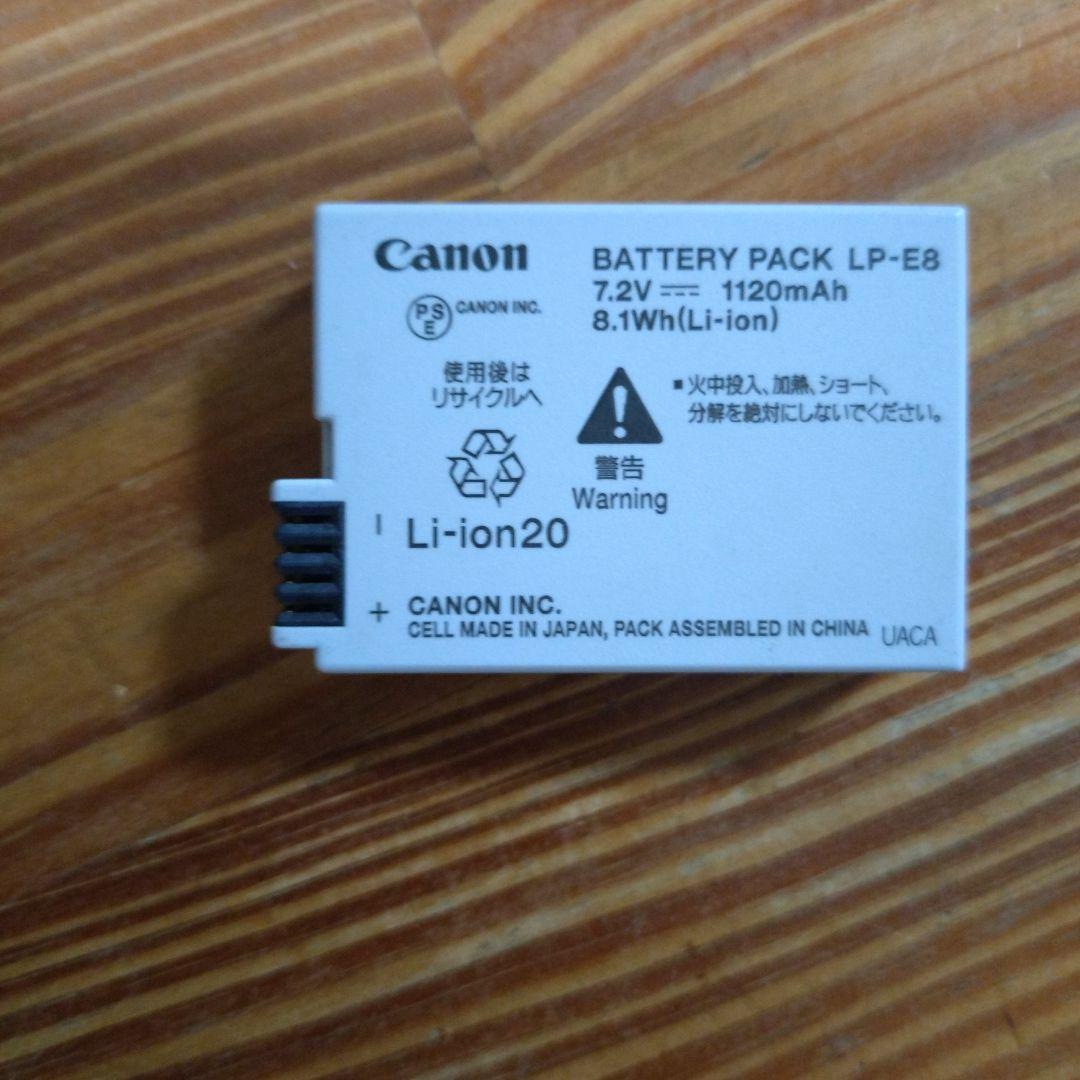 Canon
BATTERY PACK LP-E8
7.2V ⎓ 1120mAh
8.1Wh(Li-ion)
PSE CANON INC.
使用後は
リサイクルへ
■火中投入、加熱、ショート、
分解を絶対にしないでください。
警告
Warning
Li-ion20
－
+
CANON INC.
CELL MADE IN JAPAN, PACK ASSEMBLED IN CHINA
UACA